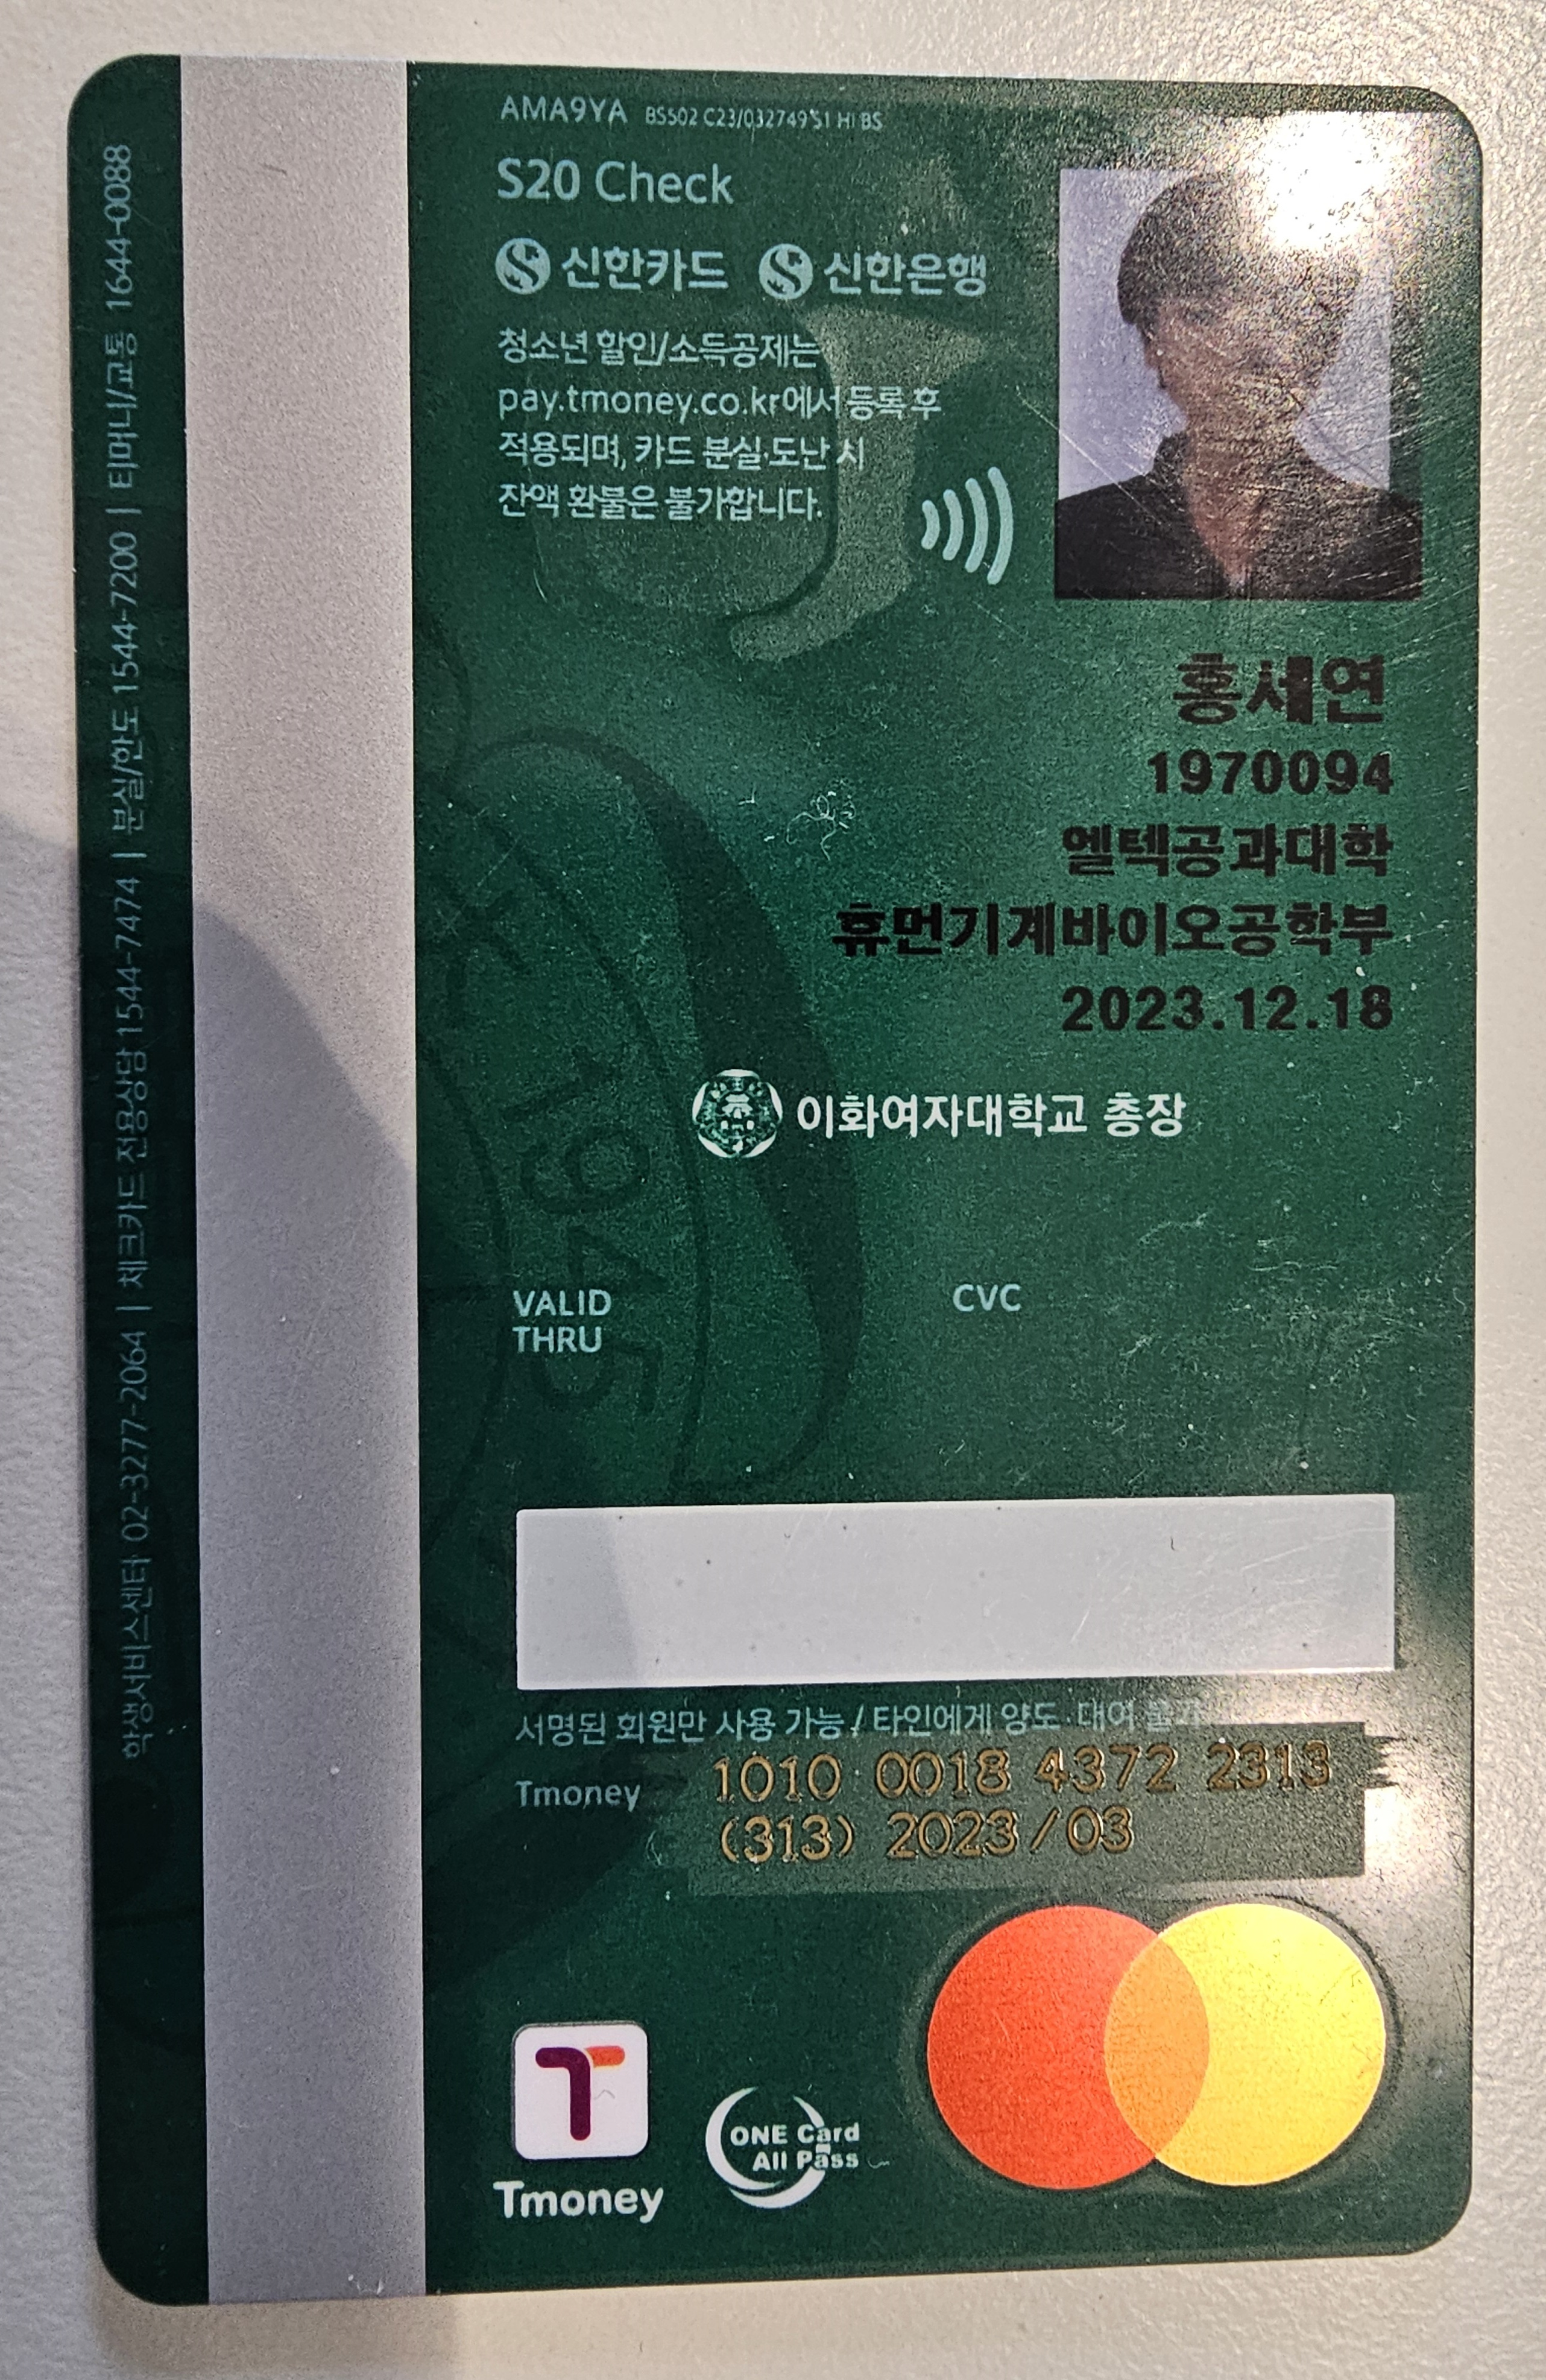 AMA9YA BS502 C23/03274951 HI BS
S20 Check
신한카드 신한은행
청소년 할인/소득공제는
pay.tmoney.co.kr에서 등록 후
적용되며, 카드 분실·도난 시
잔액 환불은 불가합니다.
홍세연
1970094
엘텍공과대학
휴먼기계바이오공학부
2023.12.18
이화여자대학교 총장
VALID
THRU
CVC
서명된 회원만 사용 가능 / 타인에게 양도·대여 불가
Tmoney
1010 0018 4372 2313
(313) 2023/03
Tmoney
ONE Card
All Pass
학생서비스센터 02-3277-2064 | 체크카드 전용상담 1544-7474 | 분실/한도 1544-7200 | 티머니/교통 1644-0088
1945